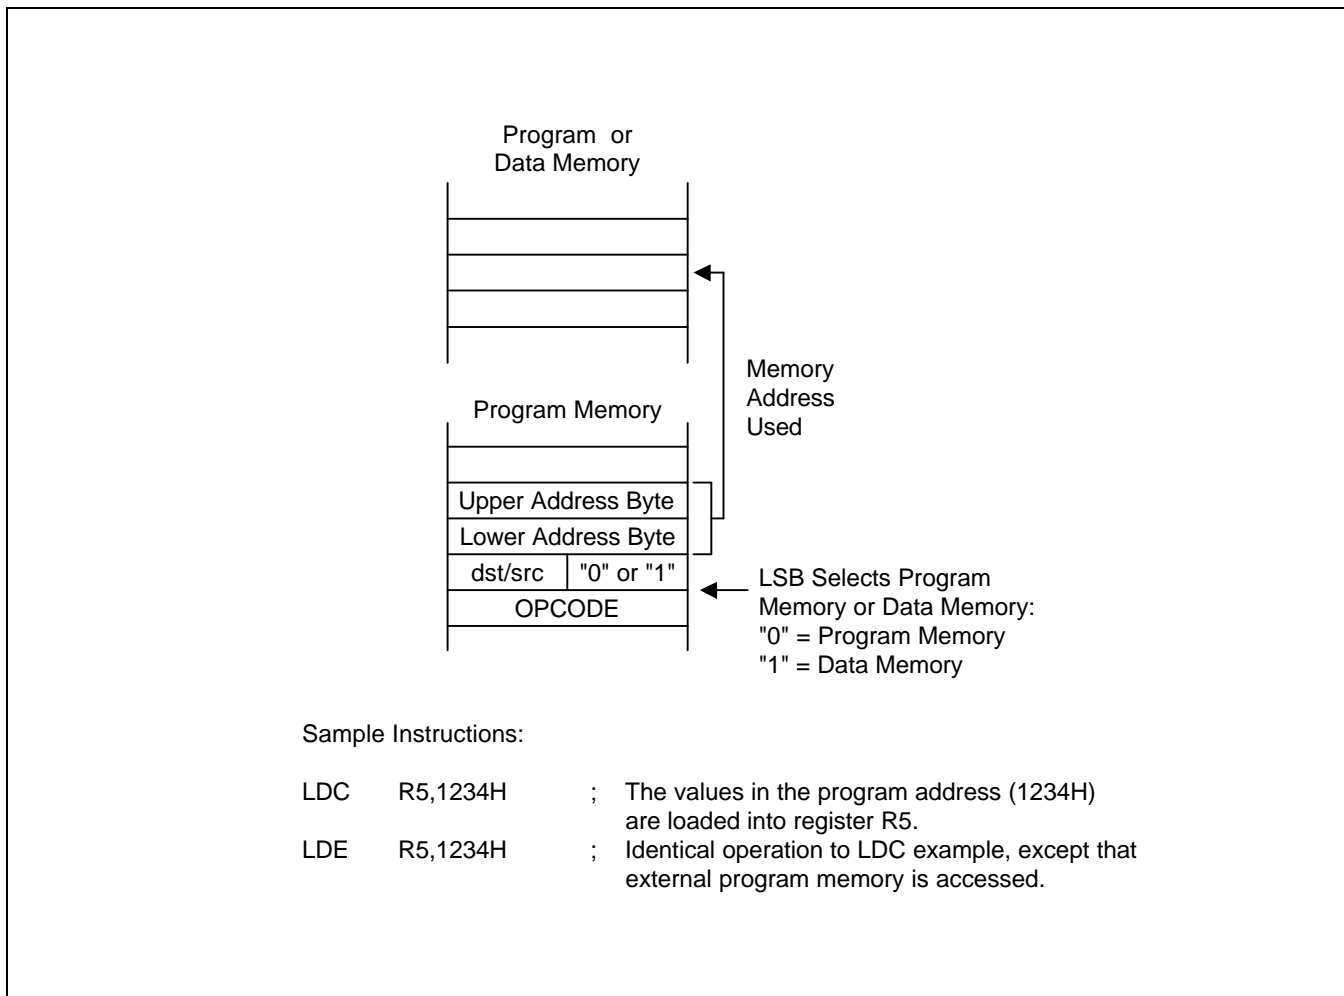 Program or
Data Memory
Memory
Address
Used
Program Memory
Upper Address Byte
Lower Address Byte
dst/src "0" or "1"
OPCODE
LSB Selects Program
Memory or Data Memory:
"0" = Program Memory
"1" = Data Memory
Sample Instructions:
LDC R5,1234H ; The values in the program address (1234H)
are loaded into register R5.
LDE R5,1234H ; Identical operation to LDC example, except that
external program memory is accessed.